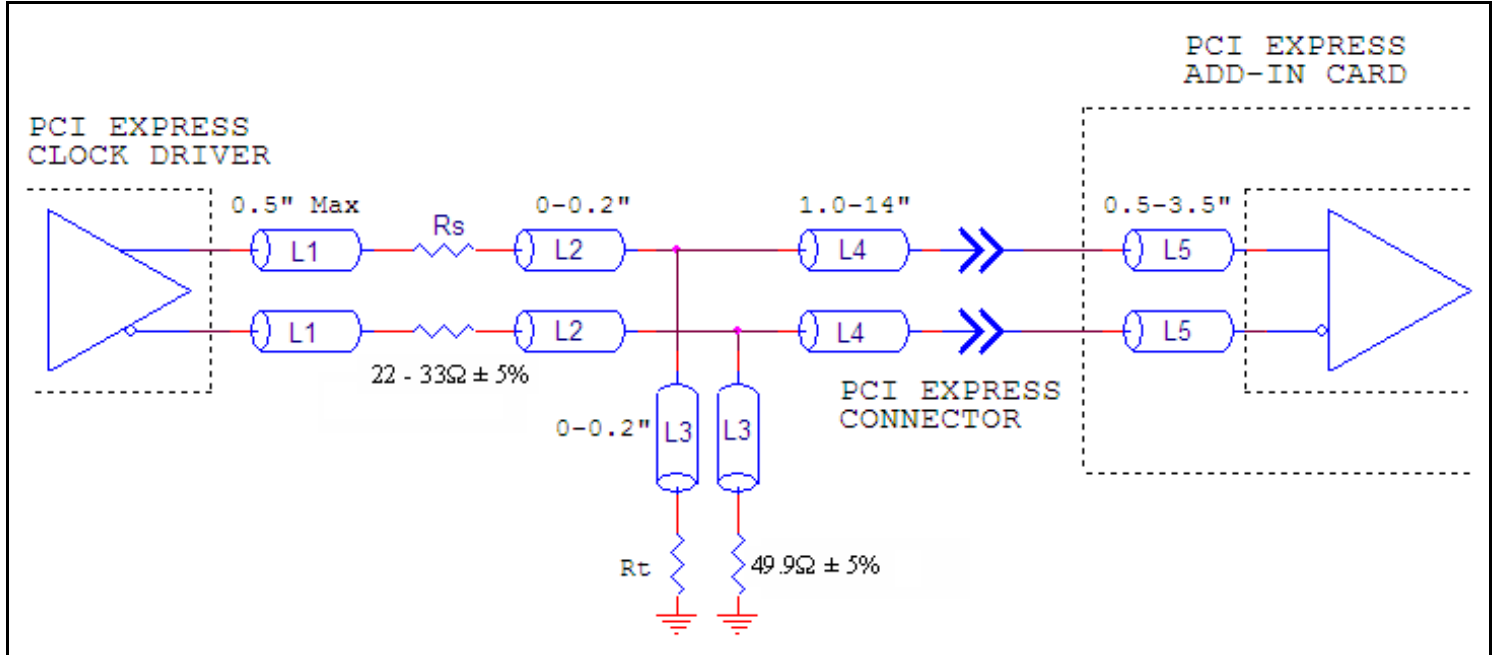 PCI EXPRESS
ADD-IN CARD
PCI EXPRESS
CLOCK DRIVER
0.5" Max
Rs
0-0.2"
1.0-14"
0.5-3.5"
L1
L2
L4
L5
L1
L2
L4
L5
22 - 33Ω ± 5%
PCI EXPRESS
CONNECTOR
0-0.2"
L3
L3
Rt
49.9Ω ± 5%